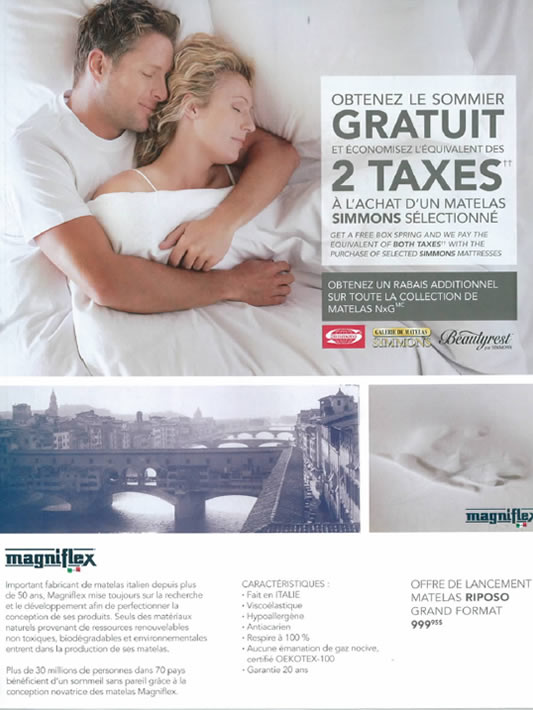 OBTENEZ LE SOMMIER
GRATUIT
ET ÉCONOMISEZ L'ÉQUIVALENT DES
2 TAXES††
À L'ACHAT D'UN MATELAS
SIMMONS SÉLECTIONNÉ
GET A FREE BOX SPRING AND WE PAY THE
EQUIVALENT OF BOTH TAXES†† WITH THE
PURCHASE OF SELECTED SIMMONS MATTRESSES
OBTENEZ UN RABAIS ADDITIONNEL
SUR TOUTE LA COLLECTION DE
MATELAS NxG MC
SIMMONS
GALERIE DE MATELAS
SIMMONS
Beautyrest
par SIMMONS
magniflex
magniflex
Important fabricant de matelas italien depuis plus
de 50 ans, Magniflex mise toujours sur la recherche
et le développement afin de perfectionner la
conception de ses produits. Seuls des matériaux
naturels provenant de ressources renouvelables
non toxiques, biodégradables et environnementales
entrent dans la production de ses matelas.
Plus de 30 millions de personnes dans 70 pays
bénéficient d'un sommeil sans pareil grâce à la
conception novatrice des matelas Magniflex.
CARACTÉRISTIQUES :
• Fait en ITALIE
• Viscoélastique
• Hypoallergène
• Antiacarien
• Respire à 100 %
• Aucune émanation de gaz nocive,
certifié OEKOTEX-100
• Garantie 20 ans
OFFRE DE LANCEMENT
MATELAS RIPOSO
GRAND FORMAT
999 95$